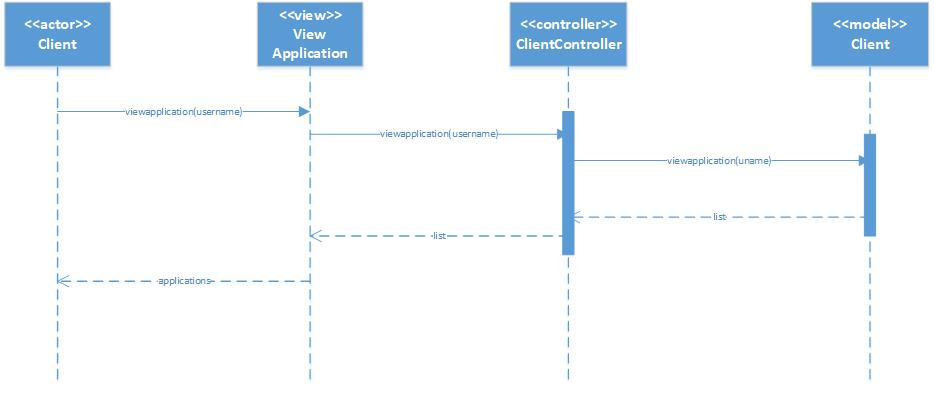 <<actor>>
Client
<<view>>
View
Application
<<controller>>
ClientController
<<model>>
Client
viewapplication(username)
viewapplication(username)
viewapplication(uname)
list
list
applications